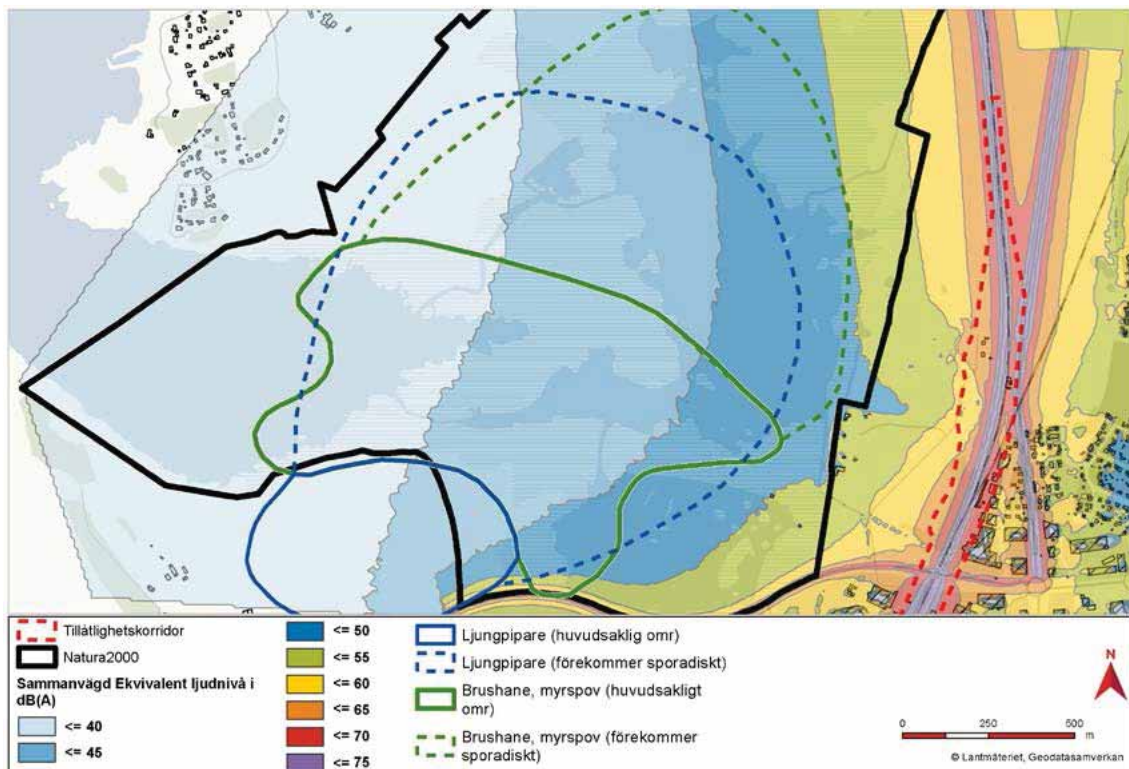 Tillåtlighetskorridor
Natura2000
Sammanvägd Ekvivalent ljudnivå i
dB(A)
<= 40
<= 45
<= 50
<= 55
<= 60
<= 65
<= 70
<= 75
Ljungpipare (huvudsaklig omr)
Ljungpipare (förekommer sporadiskt)
Brushane, myrspov (huvudsakligt
omr)
Brushane, myrspov (förekommer
sporadiskt)
N
0 250 500
m
© Lantmäteriet, Geodatasamverkan